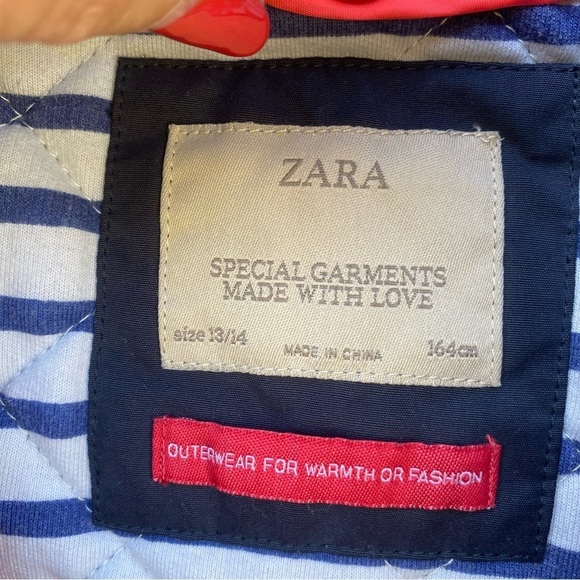 ZARA
SPECIAL GARMENTS
MADE WITH LOVE
size 13/14 MADE IN CHINA 164cm
OUTERWEAR FOR WARMTH OR FASHION